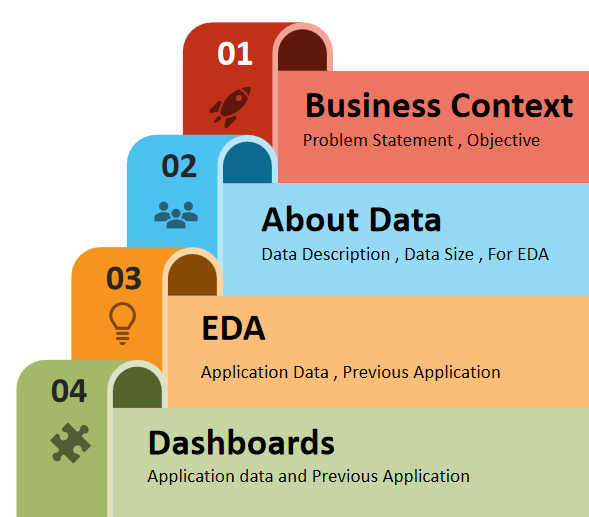 01
Business Context
Problem Statement , Objective
02
About Data
Data Description , Data Size , For EDA
03
EDA
Application Data , Previous Application
04
Dashboards
Application data and Previous Application